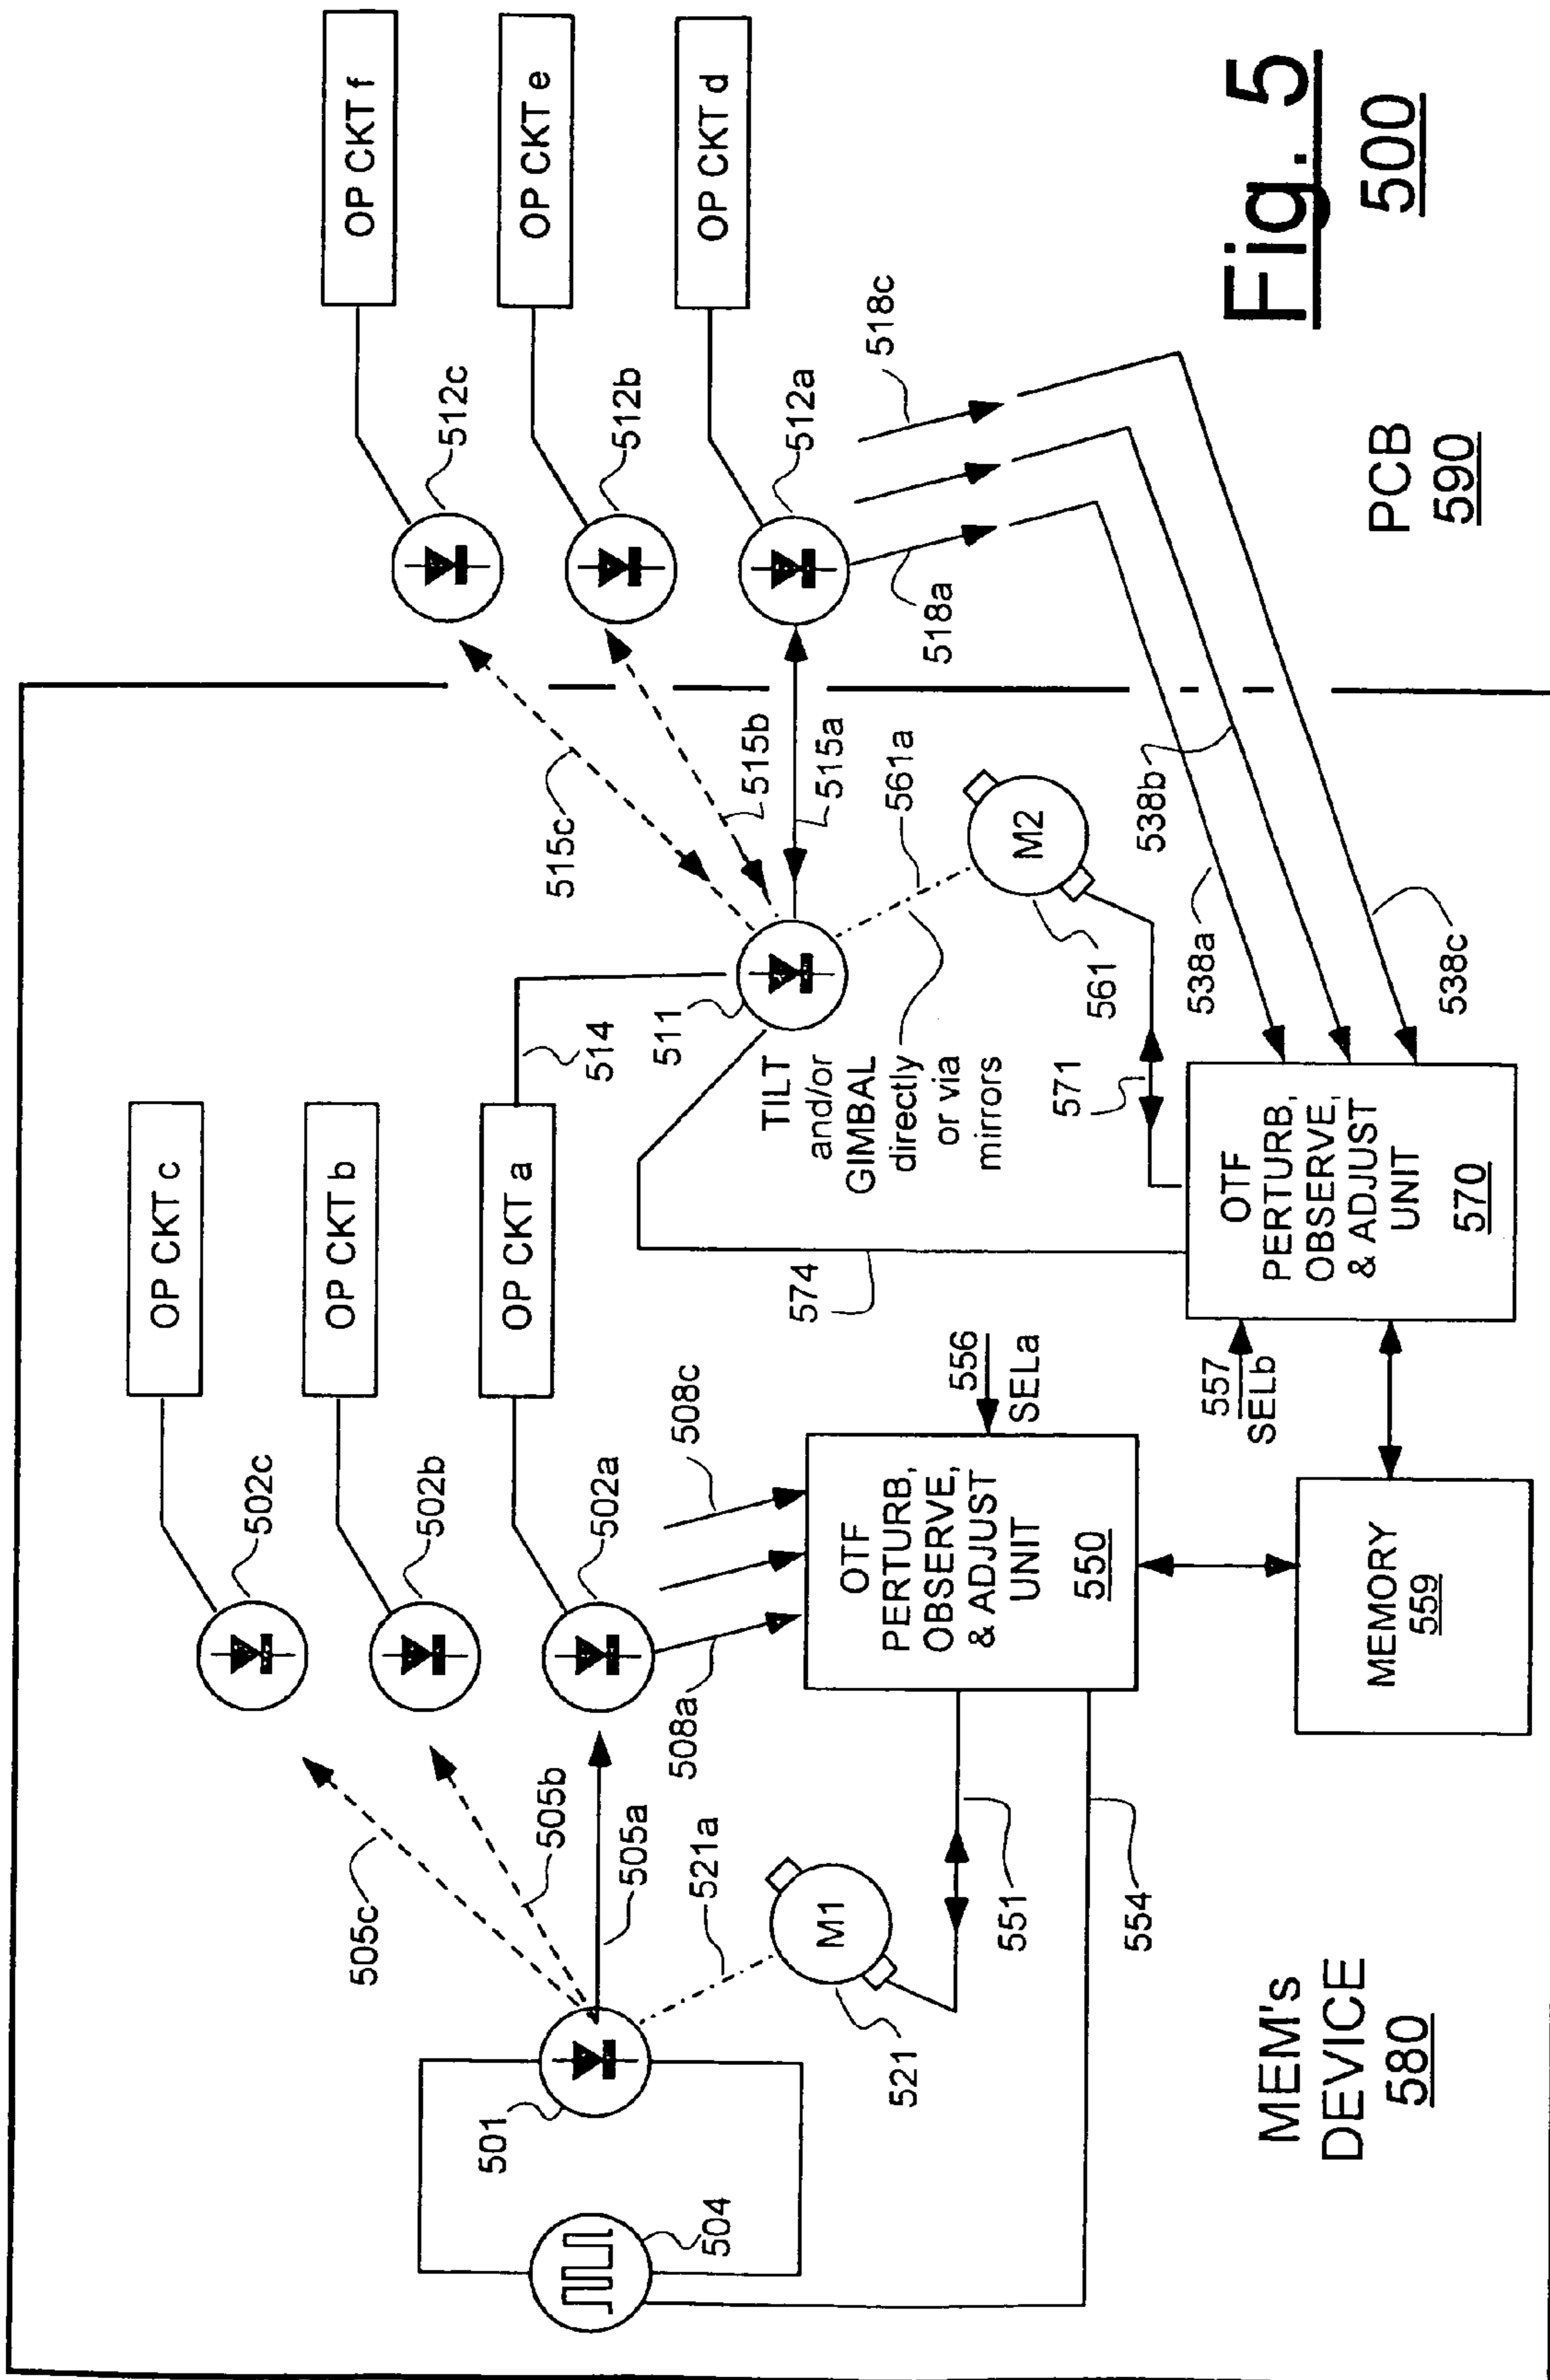 OP CKT f
OP CKT e
OP CKT d
512c
512b
512a
518c
518a
515c
515b
515a
561a
M2
561
538b
538a
538c
571
514
511
TILT
and/or
GIMBAL
directly
or via
mirrors
574
OP CKT c
OP CKT b
OP CKT a
502c
502b
502a
508c
508a
505c
505b
505a
521a
M1
521
501
504
551
554
556
SELa
557
SELb
OTF
PERTURB,
OBSERVE,
& ADJUST
UNIT
550
OTF
PERTURB,
OBSERVE,
& ADJUST
UNIT
570
MEMORY
559
MEM's
DEVICE
580
PCB
590
Fig. 5
500